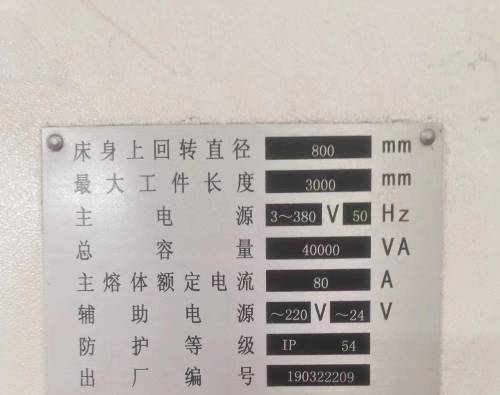 床身上回转直径 800 mm
最大工件长度 3000 mm
主电源 3～380 V 50 Hz
总容量 40000 VA
主熔体额定电流 80 A
辅助电源 ～220 V ～24 V
防护等级 IP 54
出厂编号 190322209